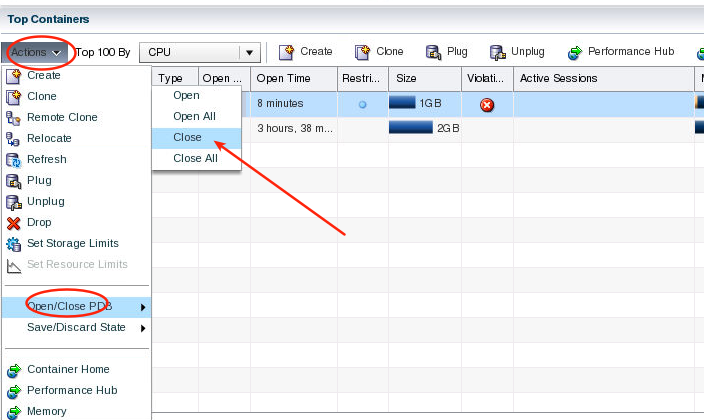 Top Containers
Actions Top 100 By CPU Create Clone Plug Unplug Performance Hub
Type Open ... Open Time Restri... Size Violati... Active Sessions
8 minutes 1GB
3 hours, 38 m... 2GB
Create
Clone
Remote Clone
Relocate
Refresh
Plug
Unplug
Drop
Set Storage Limits
Set Resource Limits
Open/Close PDB
Save/Discard State
Container Home
Performance Hub
Memory
Open
Open All
Close
Close All